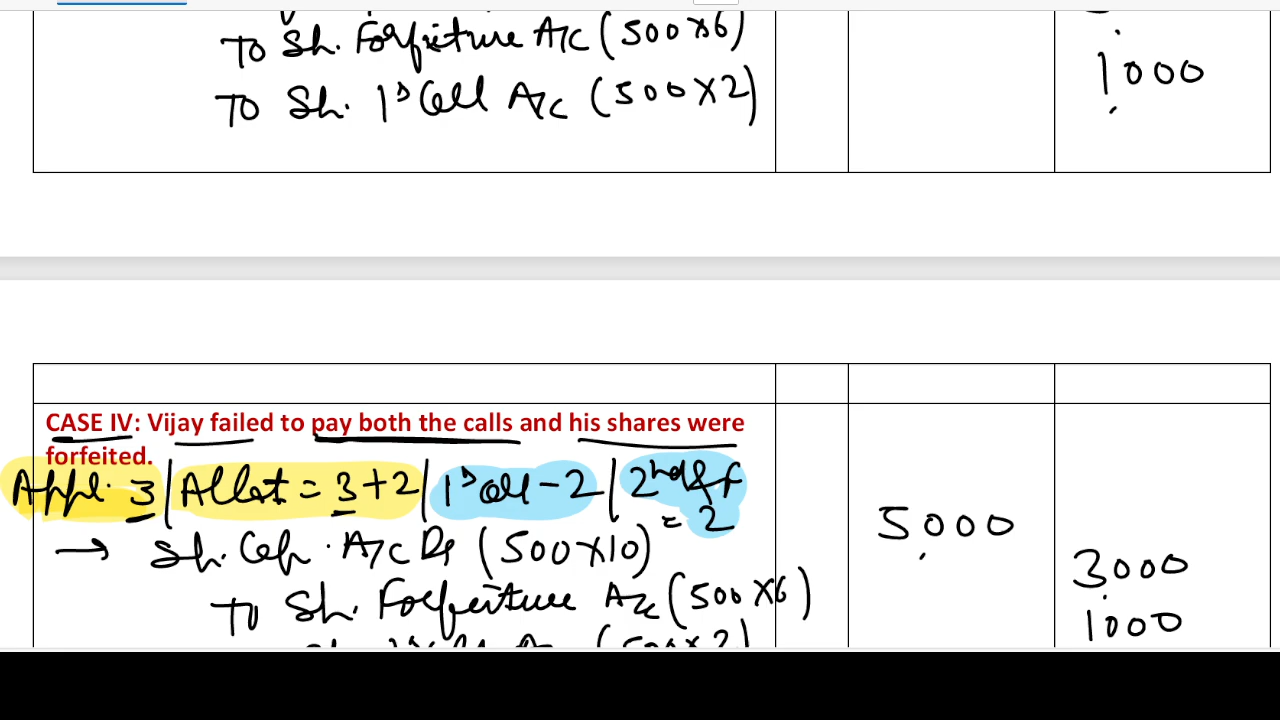 To Sh. Forfeiture A/c (500×6)
To Sh. 1st Call A/c (500×2)
1000
CASE IV: Vijay failed to pay both the calls and his shares were
forfeited.
Appl. 3 | Allot = 3+2 | 1st Call - 2 | 2nd & f = 2
→ Sh. Cap. A/c Dr (500×10) 5000
To Sh. Forfeiture A/c (500×6) 3000
1000